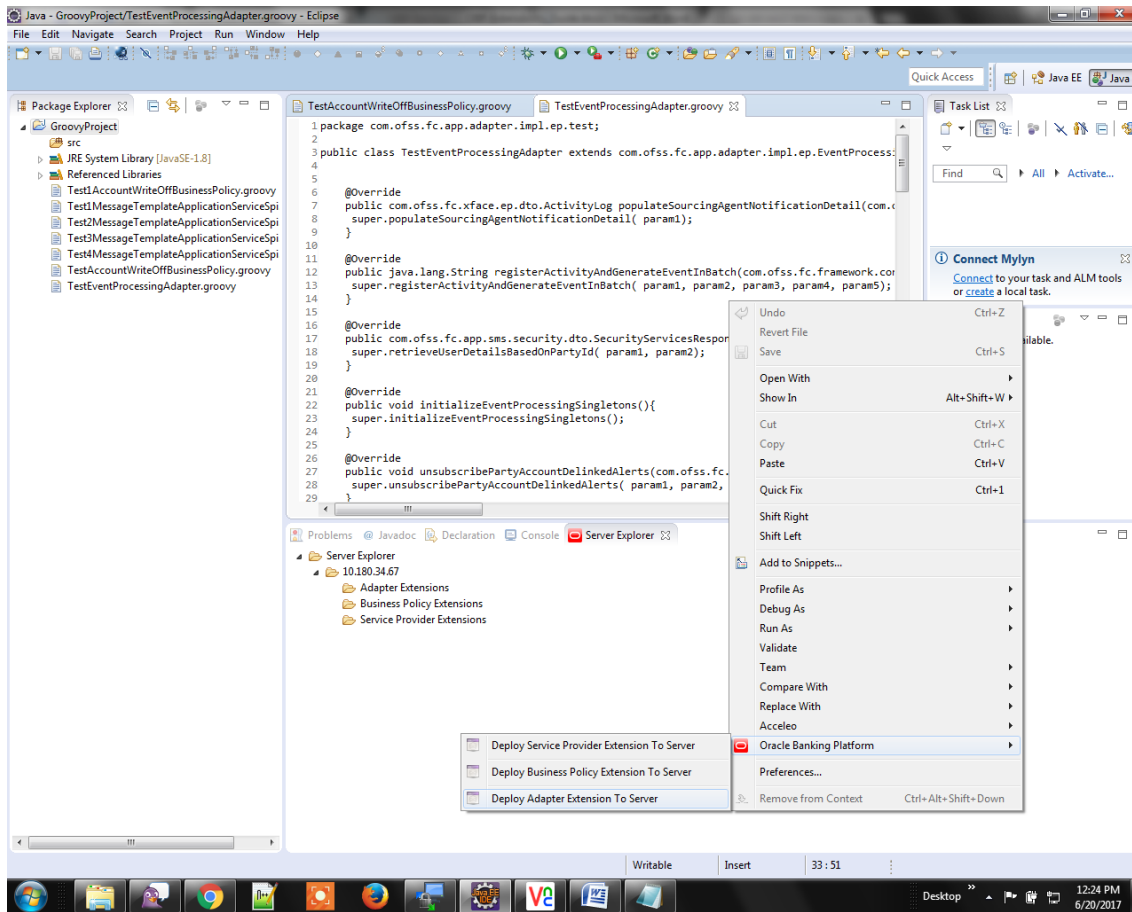 Java - GroovyProject/TestEventProcessingAdapter.groovy - Eclipse
File Edit Navigate Search Project Run Window Help
Quick Access Java EE Java
Package Explorer
GroovyProject
src
JRE System Library [JavaSE-1.8]
Referenced Libraries
Test1AccountWriteOffBusinessPolicy.groovy
Test1MessageTemplateApplicationServiceSpi
Test2MessageTemplateApplicationServiceSpi
Test3MessageTemplateApplicationServiceSpi
Test4MessageTemplateApplicationServiceSpi
TestAccountWriteOffBusinessPolicy.groovy
TestEventProcessingAdapter.groovy
TestAccountWriteOffBusinessPolicy.groovy TestEventProcessingAdapter.groovy
1 package com.ofss.fc.app.adapter.impl.ep.test;
2
3 public class TestEventProcessingAdapter extends com.ofss.fc.app.adapter.impl.ep.EventProcess:
4
5
6 @Override
7 public com.ofss.fc.xface.ep.dto.ActivityLog populateSourcingAgentNotificationDetail(com.c
8 super.populateSourcingAgentNotificationDetail( param1);
9 }
10
11 @Override
12 public java.lang.String registerActivityAndGenerateEventInBatch(com.ofss.fc.framework.cor
13 super.registerActivityAndGenerateEventInBatch( param1, param2, param3, param4, param5);
14 }
15
16 @Override
17 public com.ofss.fc.app.sms.security.dto.SecurityServicesRespor
18 super.retrieveUserDetailsBasedOnPartyId( param1, param2);
19 }
20
21 @Override
22 public void initializeEventProcessingSingletons(){
23 super.initializeEventProcessingSingletons();
24 }
25
26 @Override
27 public void unsubscribePartyAccountDelinkedAlerts(com.ofss.fc.
28 super.unsubscribePartyAccountDelinkedAlerts( param1, param2,
29 }
Task List
Find All Activate...
Connect Mylyn
Connect to your task and ALM tools
or create a local task.
ailable.
Problems @ Javadoc Declaration Console Server Explorer
Server Explorer
10.180.34.67
Adapter Extensions
Business Policy Extensions
Service Provider Extensions
Undo Ctrl+Z
Revert File
Save Ctrl+S
Open With
Show In Alt+Shift+W
Cut Ctrl+X
Copy Ctrl+C
Paste Ctrl+V
Quick Fix Ctrl+1
Shift Right
Shift Left
Add to Snippets...
Profile As
Debug As
Run As
Validate
Team
Compare With
Replace With
Acceleo
Oracle Banking Platform
Preferences...
Remove from Context Ctrl+Alt+Shift+Down
Deploy Service Provider Extension To Server
Deploy Business Policy Extension To Server
Deploy Adapter Extension To Server
Writable Insert 33 : 51
Desktop
12:24 PM
6/20/2017